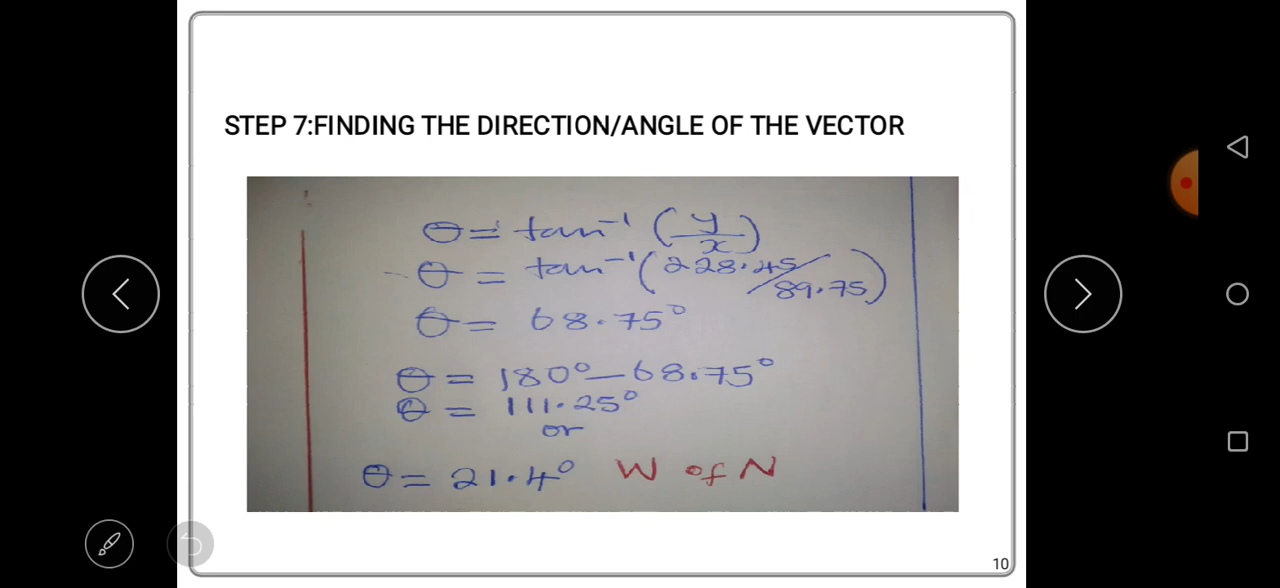 STEP 7:FINDING THE DIRECTION/ANGLE OF THE VECTOR
θ = tan⁻¹ (y/x)
θ = tan⁻¹ (228.45/89.75)
θ = 68.75°
θ = 180° – 68.75°
θ = 111.25°
or
θ = 21.4° W of N
10